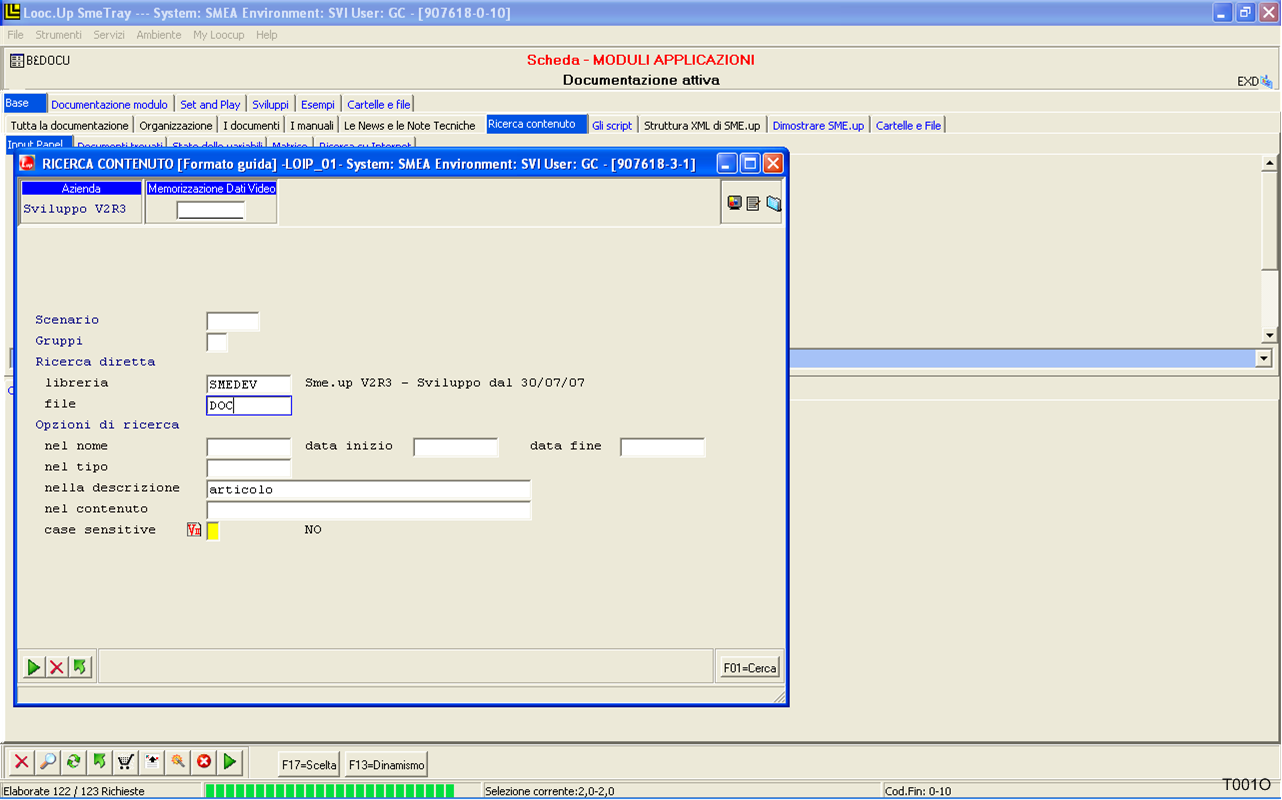 Looc.Up SmeTray --- System: SMEA Environment: SVI User: GC - [907618-0-10]
File Strumenti Servizi Ambiente My Loocup Help
B£DOCU
Scheda - MODULI APPLICAZIONI
Documentazione attiva
EXD
Base Documentazione modulo Set and Play Sviluppi Esempi Cartelle e file
Tutta la documentazione Organizzazione I documenti I manuali Le News e le Note Tecniche Ricerca contenuto Gli script Struttura XML di SME.up Dimostrare SME.up Cartelle e File
Input Panel Documenti trovati Stato delle variabili Matrice Ricerca su Internet
RICERCA CONTENUTO [Formato guida] -LOIP_01- System: SMEA Environment: SVI User: GC - [907618-3-1]
Azienda Memorizzazione Dati Video
Sviluppo V2R3
Scenario
Gruppi
Ricerca diretta
libreria SMEDEV Sme.up V2R3 - Sviluppo dal 30/07/07
file DOC
Opzioni di ricerca
nel nome data inizio data fine
nel tipo
nella descrizione articolo
nel contenuto
case sensitive NO
F01=Cerca
F17=Scelta F13=Dinamismo
Elaborate 122 / 123 Richieste Selezione corrente:2,0-2,0 Cod.Fin: 0-10
T001O